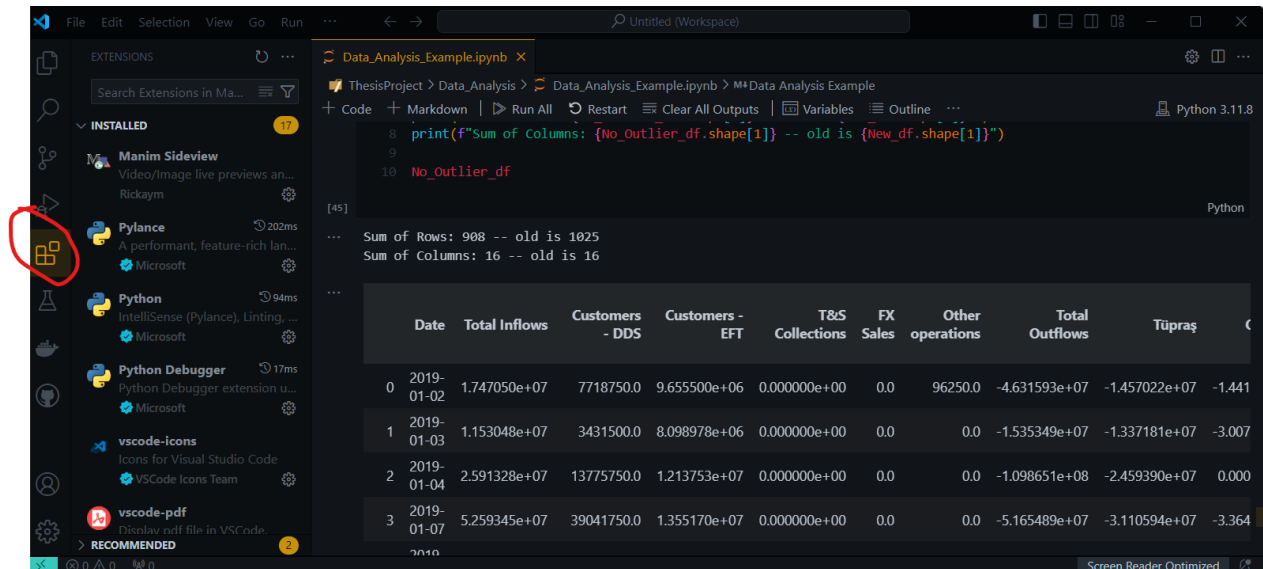 File Edit Selection View Go Run ···
Untitled (Workspace)
EXTENSIONS
Search Extensions in Ma...
INSTALLED
17
Manim Sideview
Video/Image live previews an...
Rickaym
Pylance
202ms
A performant, feature-rich lan...
Microsoft
Python
94ms
IntelliSense (Pylance), Linting, ...
Microsoft
Python Debugger
17ms
Python Debugger extension u...
Microsoft
vscode-icons
Icons for Visual Studio Code
VSCode Icons Team
vscode-pdf
Display pdf file in VSCode.
RECOMMENDED
2
Data_Analysis_Example.ipynb
ThesisProject > Data_Analysis > Data_Analysis_Example.ipynb > M↓Data Analysis Example
+ Code + Markdown | Run All Restart Clear All Outputs | Variables Outline ···
Python 3.11.8
8 print(f"Sum of Columns: {No_Outlier_df.shape[1]} -- old is {New_df.shape[1]}")
9
10 No_Outlier_df
[45]
Python
Sum of Rows: 908 -- old is 1025
Sum of Columns: 16 -- old is 16
Date Total Inflows Customers - DDS Customers - EFT T&S Collections FX Sales Other operations Total Outflows Tüpraş
0 2019-01-02 1.747050e+07 7718750.0 9.655500e+06 0.000000e+00 0.0 96250.0 -4.631593e+07 -1.457022e+07 -1.441
1 2019-01-03 1.153048e+07 3431500.0 8.098978e+06 0.000000e+00 0.0 0.0 -1.535349e+07 -1.337181e+07 -3.007
2 2019-01-04 2.591328e+07 13775750.0 1.213753e+07 0.000000e+00 0.0 0.0 -1.098651e+08 -2.459390e+07 0.000
3 2019-01-07 5.259345e+07 39041750.0 1.355170e+07 0.000000e+00 0.0 0.0 -5.165489e+07 -3.110594e+07 -3.364
2019-
0 0 0
Screen Reader Optimized